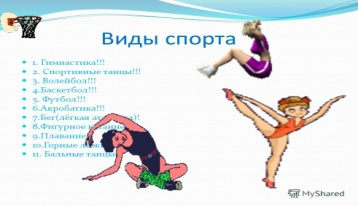 Виды спорта
1. Гимнастика!!!
2. Спортивные танцы!!!
3. Волейбол!!!
4.Баскетбол!!!
5. Футбол!!!
6.Акробатика!!!
7.Бег(лёгкая
8.Фигурное
9.Плавание
10.Горные
11. Бальные танцы
MyShared